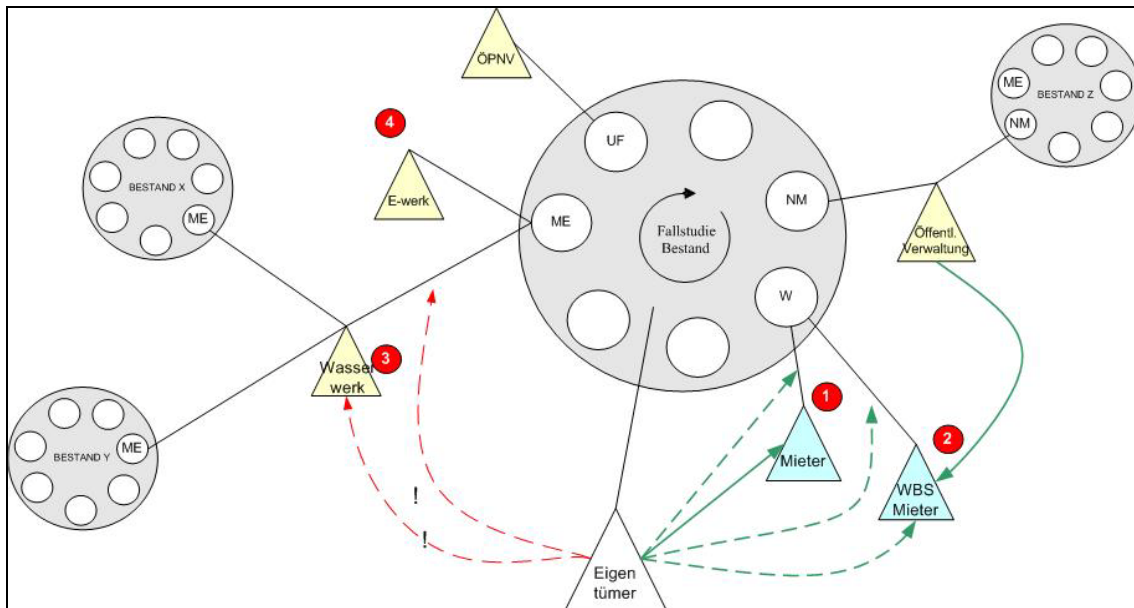 ÖPNV
4
E-werk
UF
ME
NM
W
Fallstudie
Bestand
ME
NM
BESTAND Z
Öffentl.
Verwaltung
BESTAND X
ME
3
Wasser
werk
BESTAND Y
ME
!
!
1
Mieter
2
WBS
Mieter
Eigen
tümer